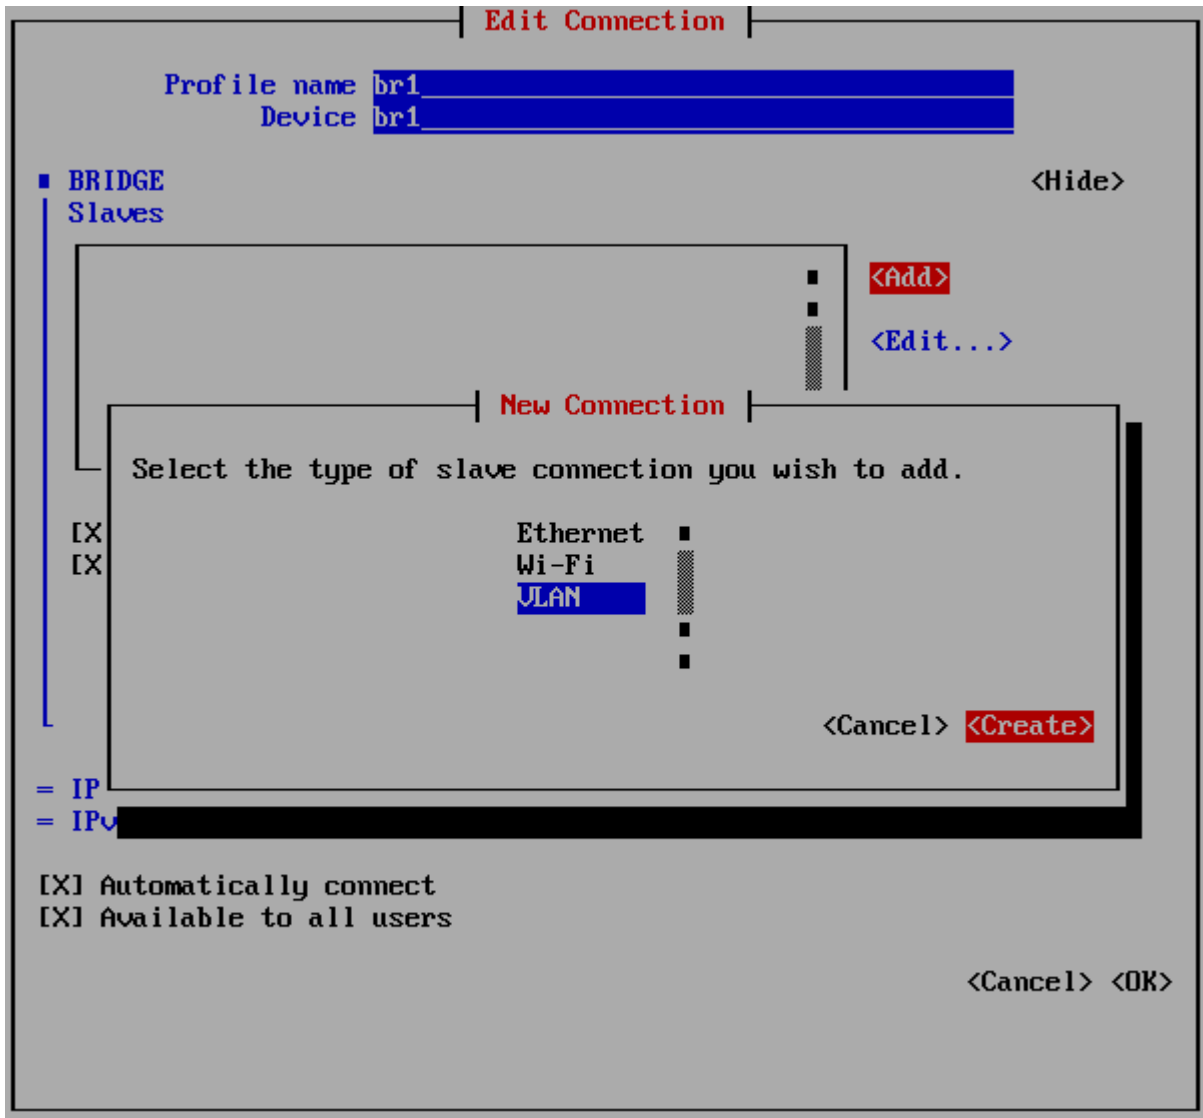 Edit Connection
Profile name br1
Device br1
BRIDGE <Hide>
Slaves
<Add>
<Edit...>
New Connection
Select the type of slave connection you wish to add.
[X Ethernet
[X Wi-Fi
VLAN
<Cancel> <Create>
= IP
= IPv
[X] Automatically connect
[X] Available to all users
<Cancel> <OK>